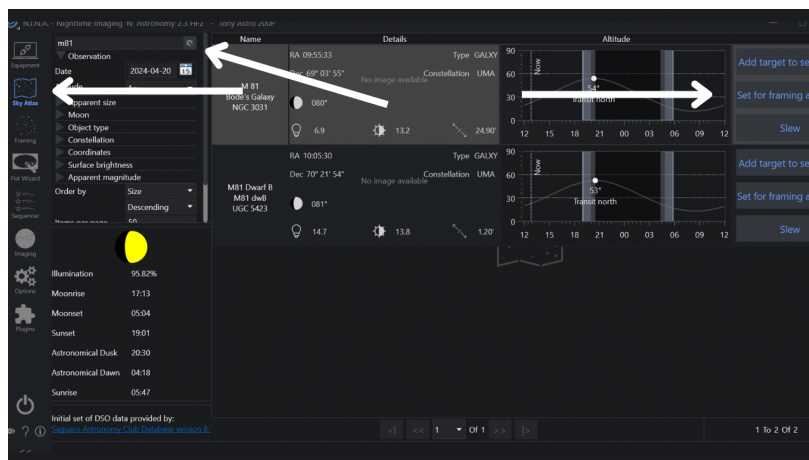 N.I.N.A. - Nighttime Imaging 'N' Astronomy 2.3 HF2 - Tony Astro 200P
Equipment
Sky Atlas
Framing
Flat Wizard
Sequencer
Imaging
Options
Plugins
m81
Observation
Date 2024-04-20 15
Apparent size
Moon
Object type
Constellation
Coordinates
Surface brightness
Apparent magnitude
Order by Size
Descending
Items per page 50
Illumination 95.82%
Moonrise 17:13
Moonset 05:04
Sunset 19:01
Astronomical Dusk 20:30
Astronomical Dawn 04:18
Sunrise 05:47
Initial set of DSO data provided by:
Saguaro Astronomy Club Database version 8.
Name Details Altitude
M 81
Bode's Galaxy
NGC 3031
RA 09:55:33 Type GALXY
Dec 69° 03' 55" Constellation UMA
No image available
080°
6.9 13.2 24.90'
90
60
30
0
Now
54°
Transit north
12 15 18 21 00 03 06 09 12
Add target to se
Set for framing a
Slew
M81 Dwarf B
M81 dwB
UGC 5423
RA 10:05:30 Type GALXY
Dec 70° 21' 54" Constellation UMA
No image available
081°
14.7 13.8 1.20'
90
60
30
0
Now
53°
Transit north
12 15 18 21 00 03 06 09 12
Add target to se
Set for framing a
Slew
<| << 1 Of 1 >> |>
1 To 2 Of 2